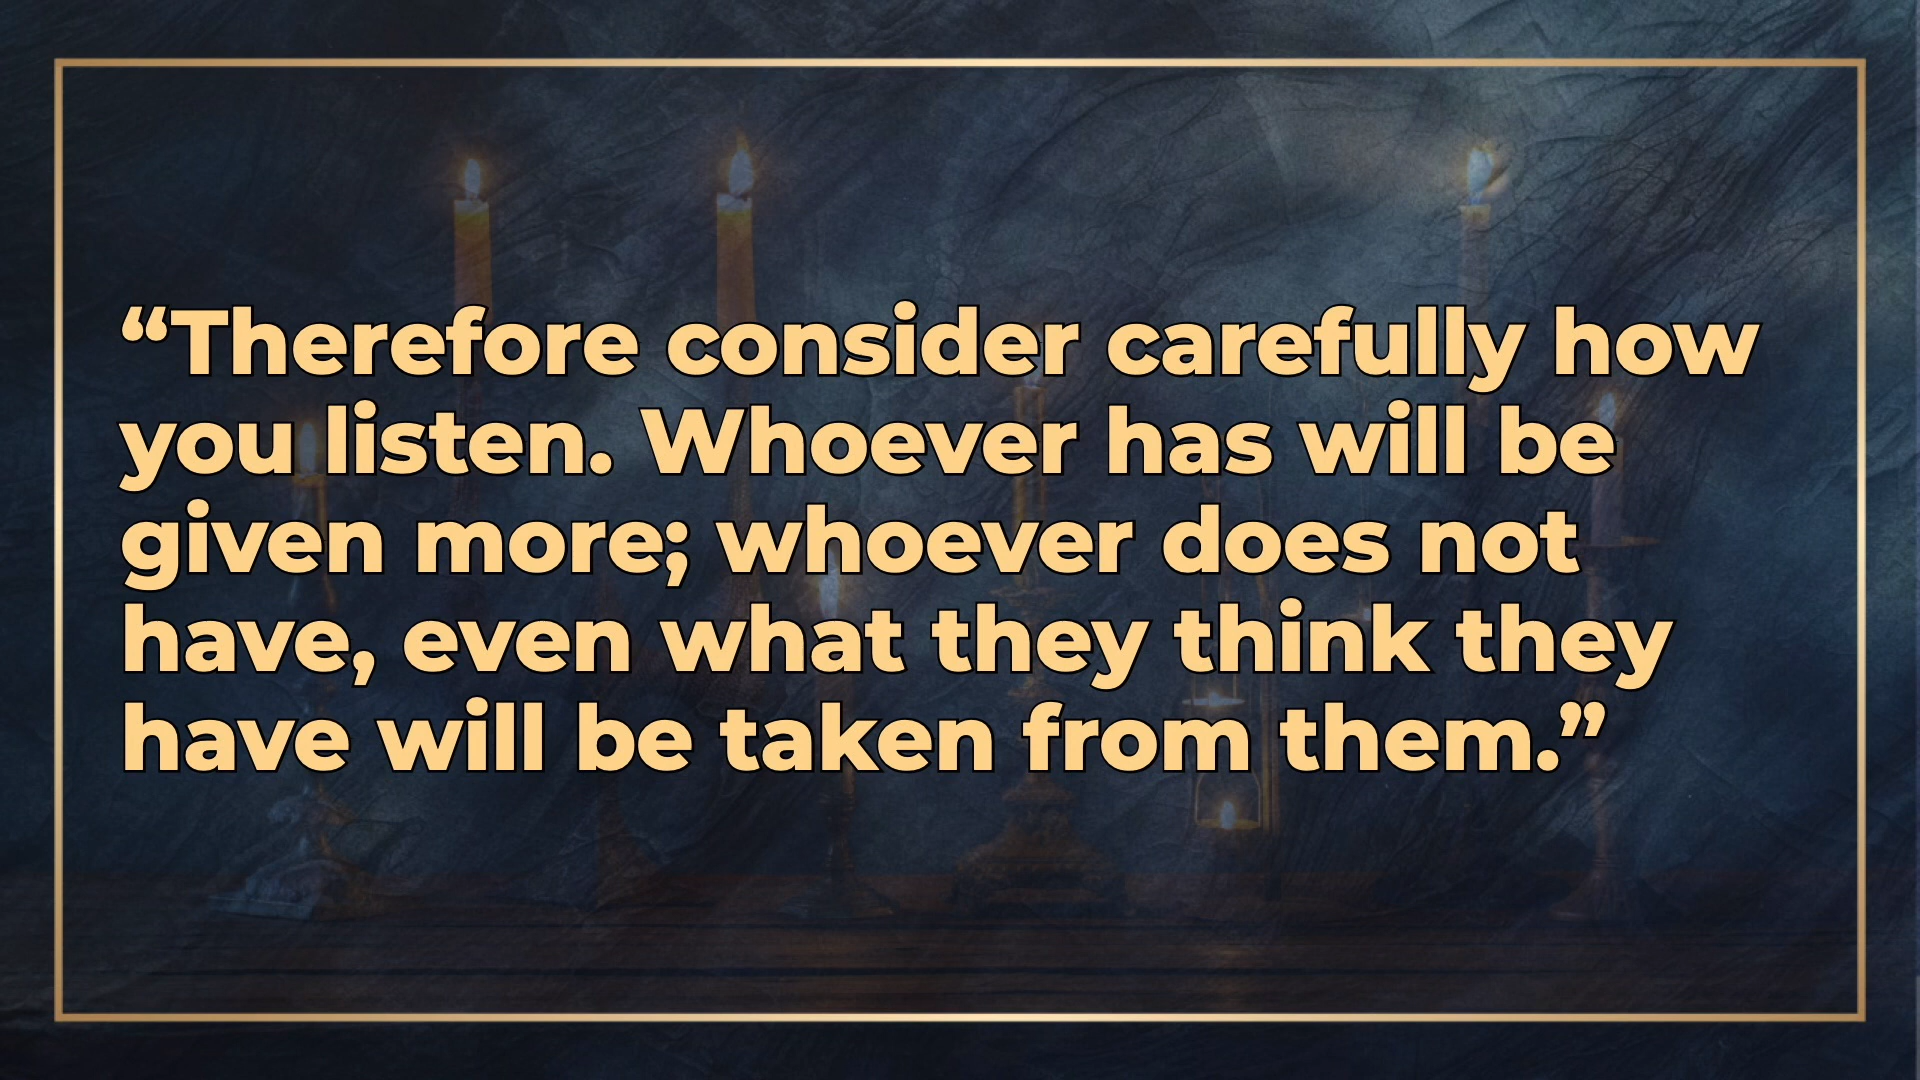 “Therefore consider carefully how
you listen. Whoever has will be
given more; whoever does not
have, even what they think they
have will be taken from them.”